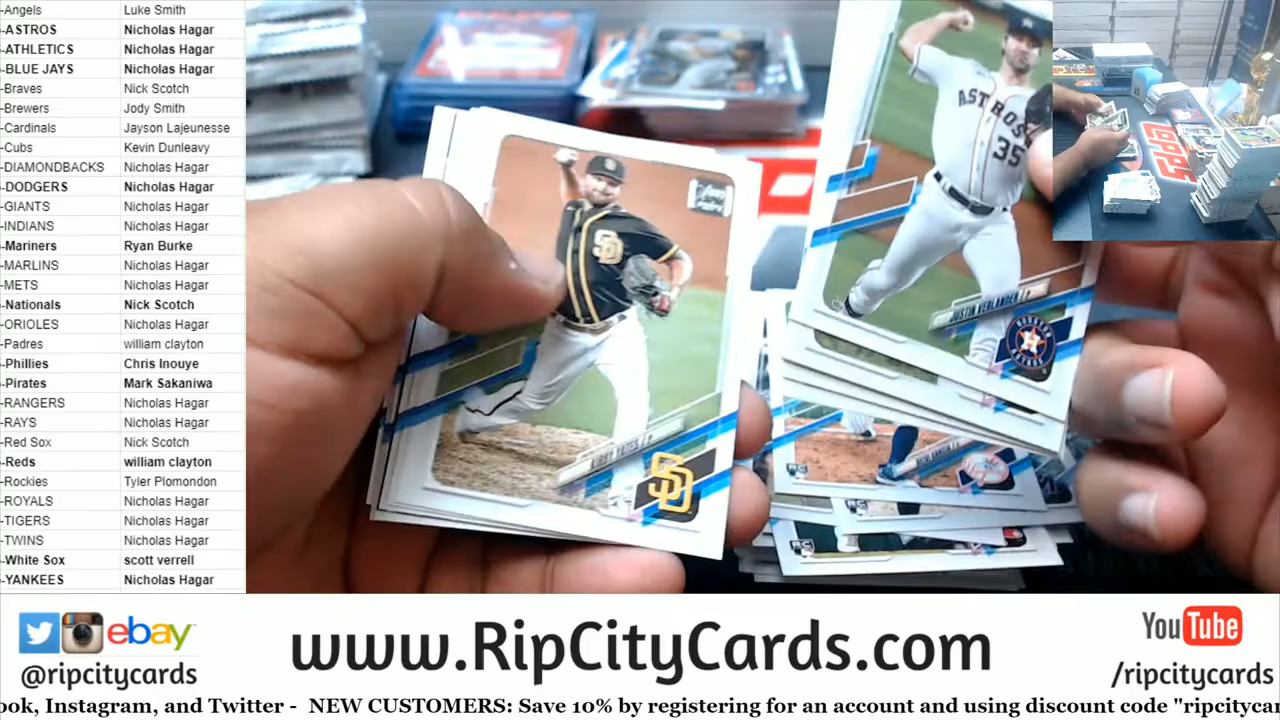 -Angels Luke Smith
-ASTROS Nicholas Hagar
-ATHLETICS Nicholas Hagar
-BLUE JAYS Nicholas Hagar
-Braves Nick Scotch
-Brewers Jody Smith
-Cardinals Jayson Lajeunesse
-Cubs Kevin Dunleavy
-DIAMONDBACKS Nicholas Hagar
-DODGERS Nicholas Hagar
-GIANTS Nicholas Hagar
-INDIANS Nicholas Hagar
-Mariners Ryan Burke
-MARLINS Nicholas Hagar
-METS Nicholas Hagar
-Nationals Nick Scotch
-ORIOLES Nicholas Hagar
-Padres william clayton
-Phillies Chris Inouye
-Pirates Mark Sakaniwa
-RANGERS Nicholas Hagar
-RAYS Nicholas Hagar
-Red Sox Nick Scotch
-Reds william clayton
-Rockies Tyler Plomondon
-ROYALS Nicholas Hagar
-TIGERS Nicholas Hagar
-TWINS Nicholas Hagar
-White Sox scott verrell
-YANKEES Nicholas Hagar
SD
SD
ASTROS
35
JUSTIN VERLANDER
RC
RC
TOPPS
ebay
@ripcitycards
www.RipCityCards.com
YouTube
/ripcitycards
ook, Instagram, and Twitter - NEW CUSTOMERS: Save 10% by registering for an account and using discount code "ripcitycar